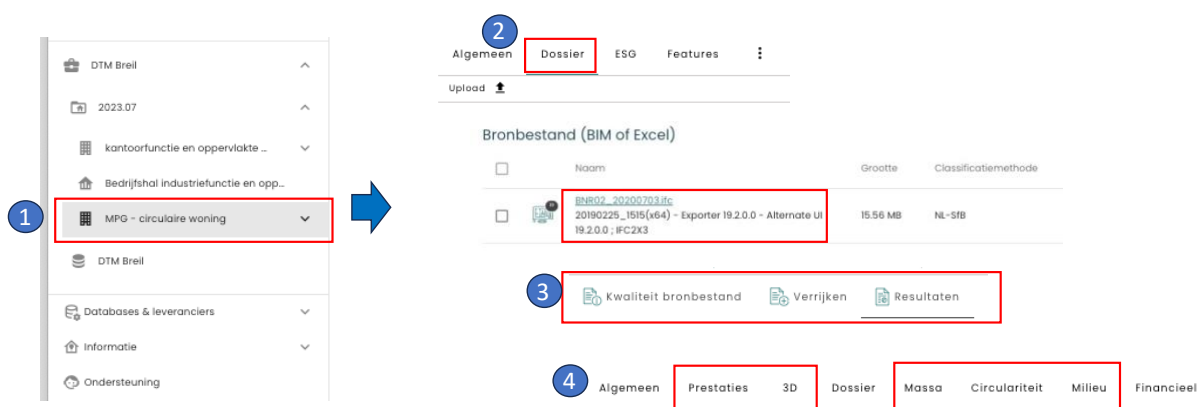 DTM Breil
2023.07
kantoorfunctie en oppervlakte ...
Bedrijfshal industriefunctie en opp...
1
MPG - circulaire woning
DTM Breil
Databases & leveranciers
Informatie
Ondersteuning
2
Algemeen Dossier ESG Features
Upload
Bronbestand (BIM of Excel)
Naam Grootte Classificatiemethode
BNR02_20200703.ifc
20190225_1515(x64) - Exporter 19.2.0.0 - Alternate UI
19.2.0.0 ; IFC2X3
15.56 MB NL-SfB
3
Kwaliteit bronbestand Verrijken Resultaten
4
Algemeen Prestaties 3D Dossier Massa Circulariteit Milieu Financieel